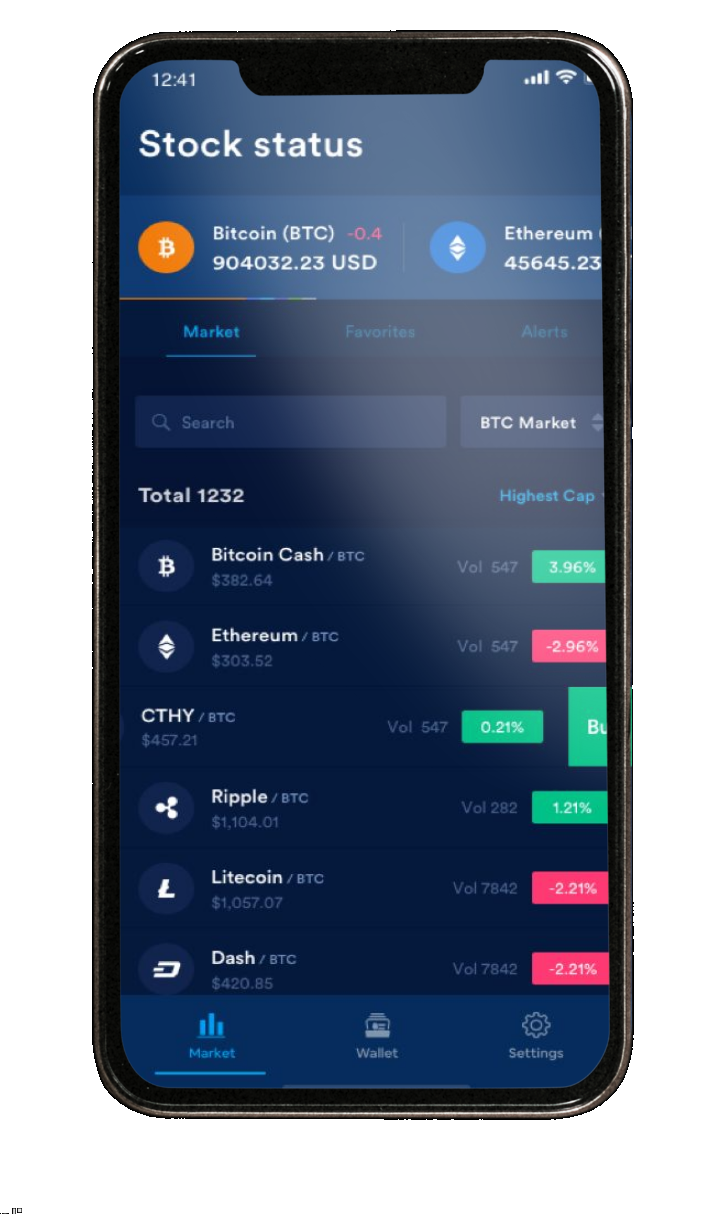 12:41
Stock status
Bitcoin (BTC) -0.4
904032.23 USD
Ethereum
45645.23
Market Favorites Alerts
Search
BTC Market
Total 1232
Highest Cap
Bitcoin Cash / BTC
$382.64
Vol 547
3.96%
Ethereum / BTC
$303.52
Vol 547
-2.96%
CTHY / BTC
$457.21
Vol 547
0.21%
Bu
Ripple / BTC
$1,104.01
Vol 282
1.21%
Litecoin / BTC
$1,057.07
Vol 7842
-2.21%
Dash / BTC
$420.85
Vol 7842
-2.21%
Market Wallet Settings